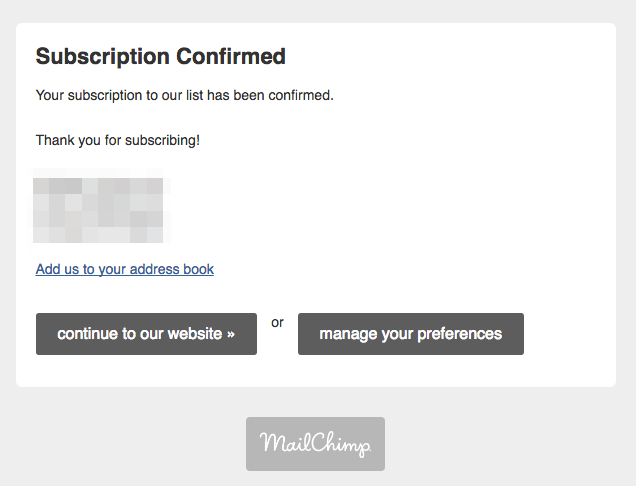 Subscription Confirmed
Your subscription to our list has been confirmed.
Thank you for subscribing!
Add us to your address book
continue to our website »
or
manage your preferences
MailChimp